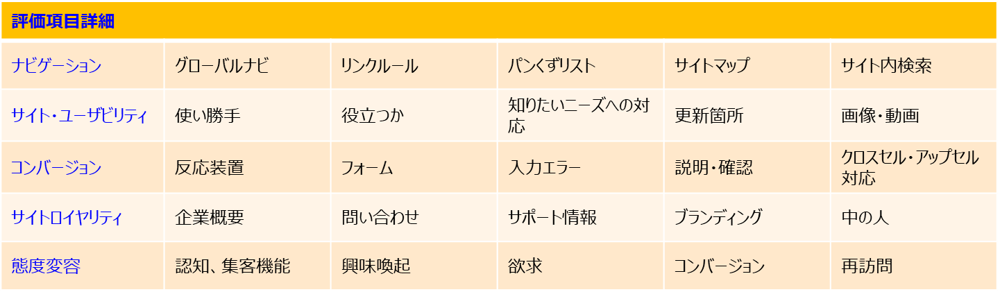 評価項目詳細
ナビゲーション グローバルナビ リンクルール パンくずリスト サイトマップ サイト内検索
サイト・ユーザビリティ 使い勝手 役立つか 知りたいニーズへの対
応 更新箇所 画像・動画
コンバージョン 反応装置 フォーム 入力エラー 説明・確認 クロスセル・アップセル
対応
サイトロイヤリティ 企業概要 問い合わせ サポート情報 ブランディング 中の人
態度変容 認知、集客機能 興味喚起 欲求 コンバージョン 再訪問